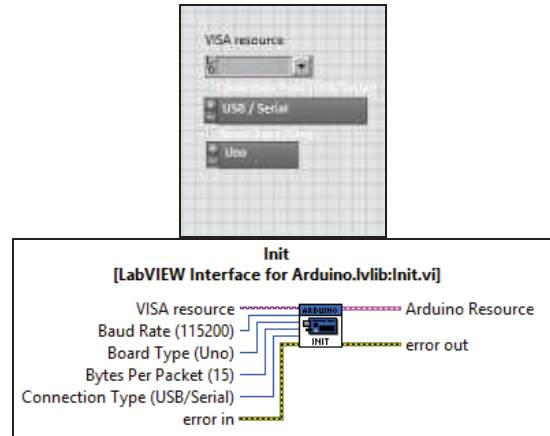 VISA resource
USB / Serial
Uno
Init
[LabVIEW Interface for Arduino.lvlib:Init.vi]
VISA resource
ARDUINO
Arduino Resource
Baud Rate (115200)
Board Type (Uno)
INIT
error out
Bytes Per Packet (15)
Connection Type (USB/Serial)
error in